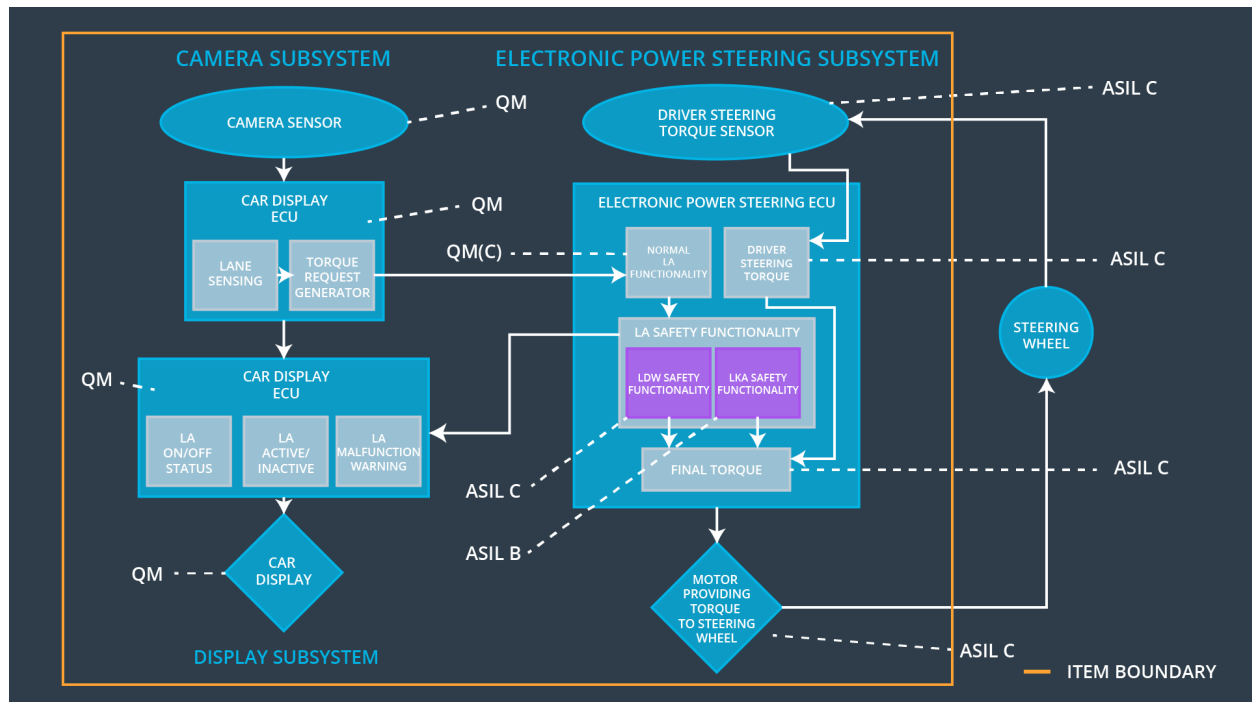 CAMERA SUBSYSTEM
ELECTRONIC POWER STEERING SUBSYSTEM
CAMERA SENSOR
QM
DRIVER STEERING
TORQUE SENSOR
ASIL C
CAR DISPLAY
ECU
QM
LANE
SENSING
TORQUE
REQUEST
GENERATOR
QM(C)
ELECTRONIC POWER STEERING ECU
NORMAL
LA
FUNCTIONALITY
DRIVER
STEERING
TORQUE
ASIL C
STEERING
WHEEL
LA SAFETY FUNCTIONALITY
LDW SAFETY
FUNCTIONALITY
LKA SAFETY
FUNCTIONALITY
QM
CAR DISPLAY
ECU
LA
ON/OFF
STATUS
LA
ACTIVE/
INACTIVE
LA
MALFUNCTION
WARNING
FINAL TORQUE
ASIL C
ASIL C
ASIL B
QM
CAR
DISPLAY
MOTOR
PROVIDING
TORQUE
TO STEERING
WHEEL
ASIL C
DISPLAY SUBSYSTEM
ITEM BOUNDARY